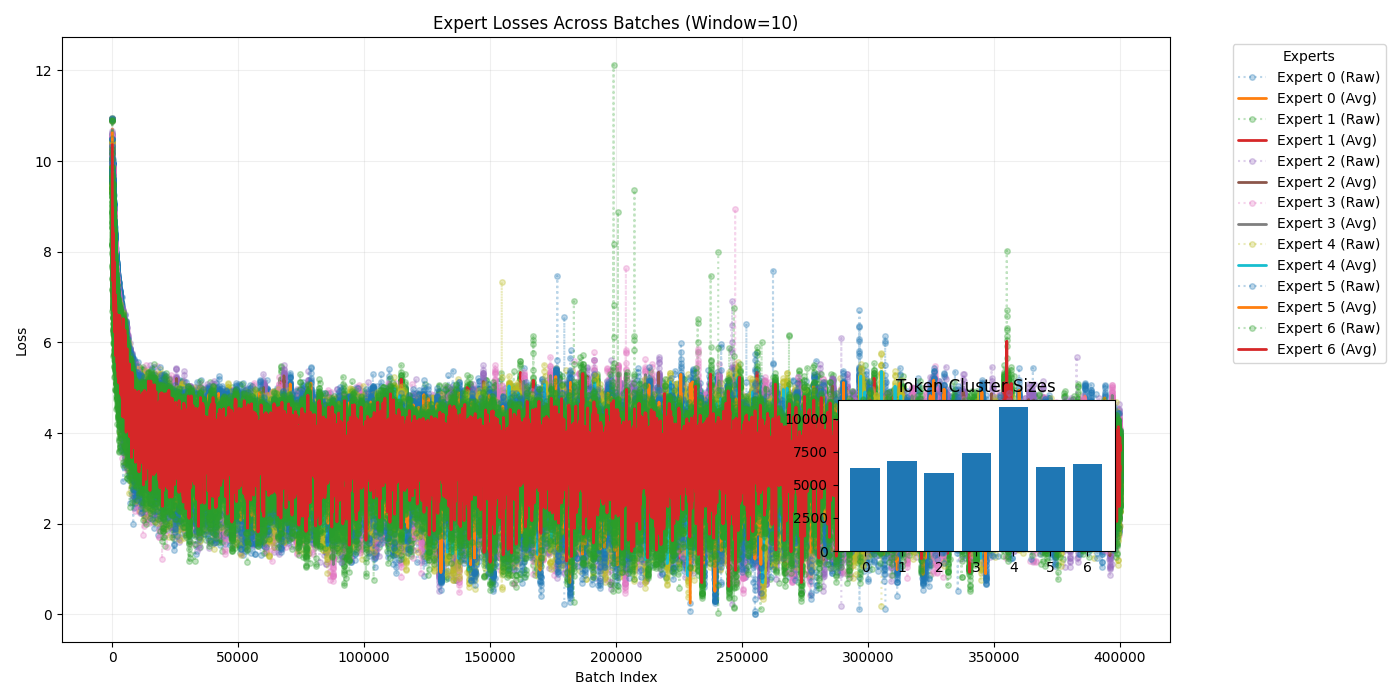 Expert Losses Across Batches (Window=10)
Loss
12
10
8
6
4
2
0
0
50000
100000
150000
200000
250000
300000
350000
400000
Batch Index
Token Cluster Sizes
10000
7500
5000
2500
0
0
1
2
3
4
5
6
Experts
Expert 0 (Raw)
Expert 0 (Avg)
Expert 1 (Raw)
Expert 1 (Avg)
Expert 2 (Raw)
Expert 2 (Avg)
Expert 3 (Raw)
Expert 3 (Avg)
Expert 4 (Raw)
Expert 4 (Avg)
Expert 5 (Raw)
Expert 5 (Avg)
Expert 6 (Raw)
Expert 6 (Avg)